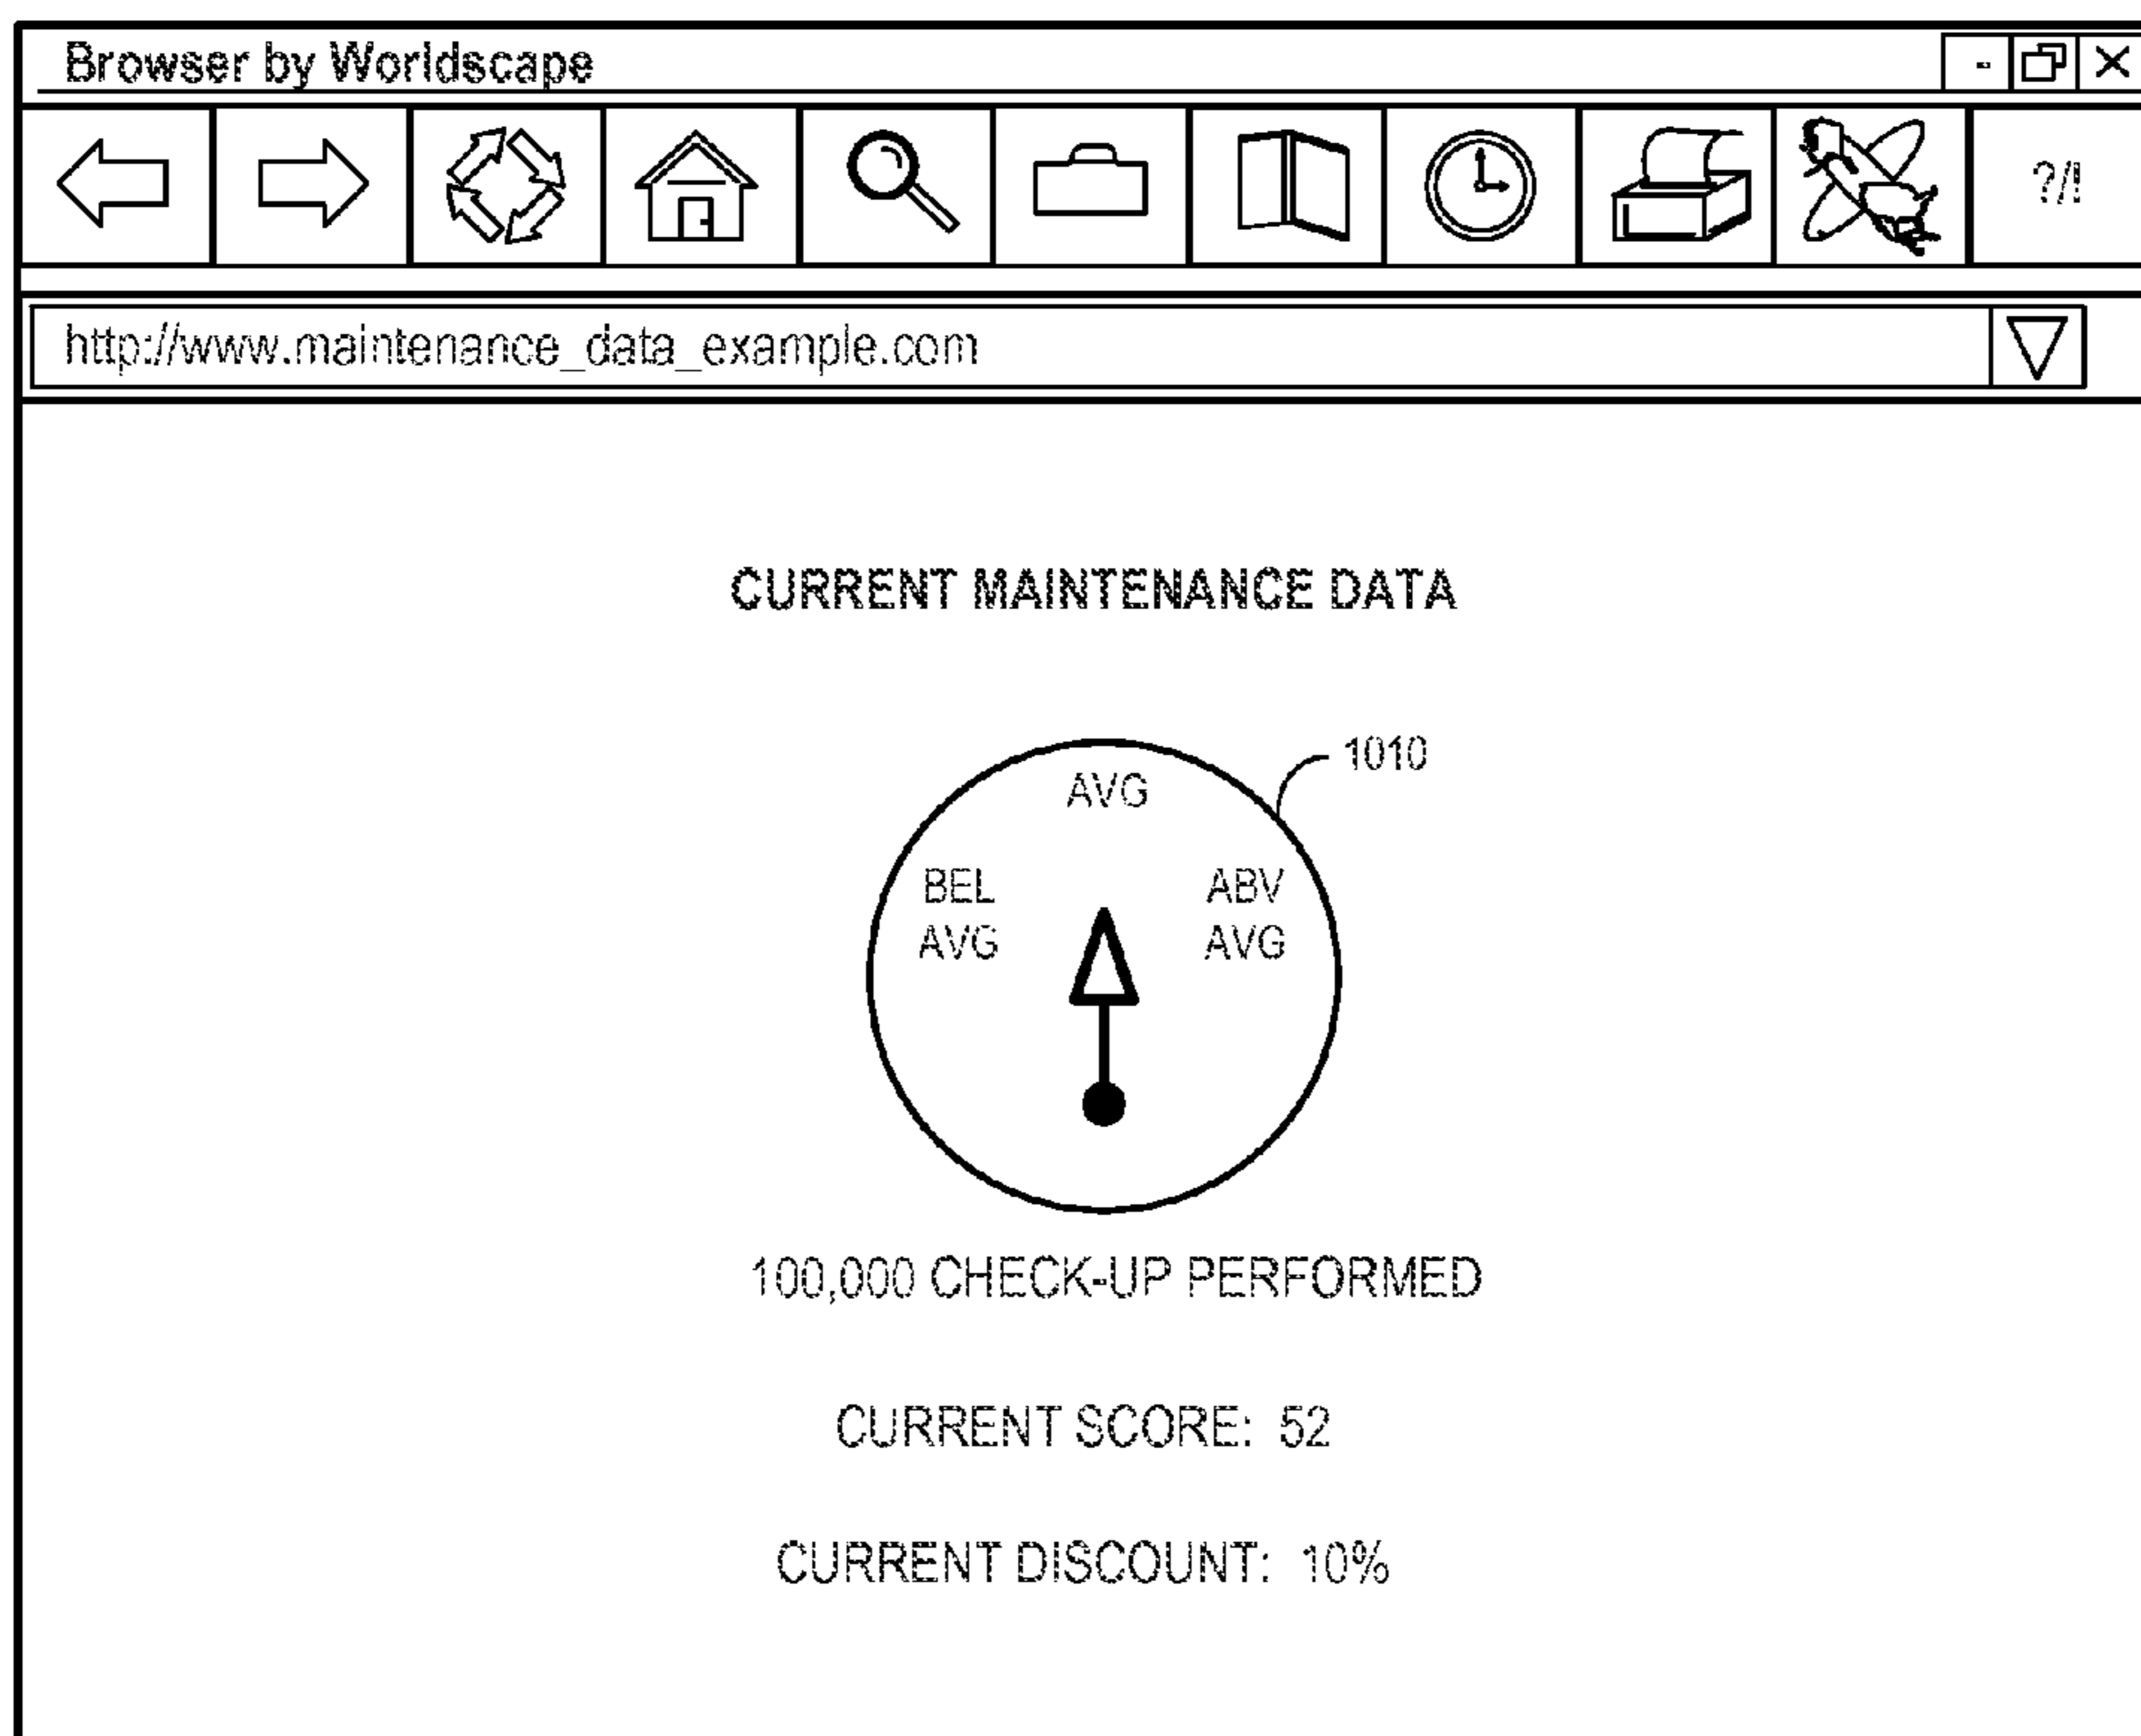 Browser by Worldscape
?/!
http://www.maintenance_data_example.com
CURRENT MAINTENANCE DATA
1010
AVG
BEL
AVG
ABV
AVG
100,000 CHECK-UP PERFORMED
CURRENT SCORE: 52
CURRENT DISCOUNT: 10%